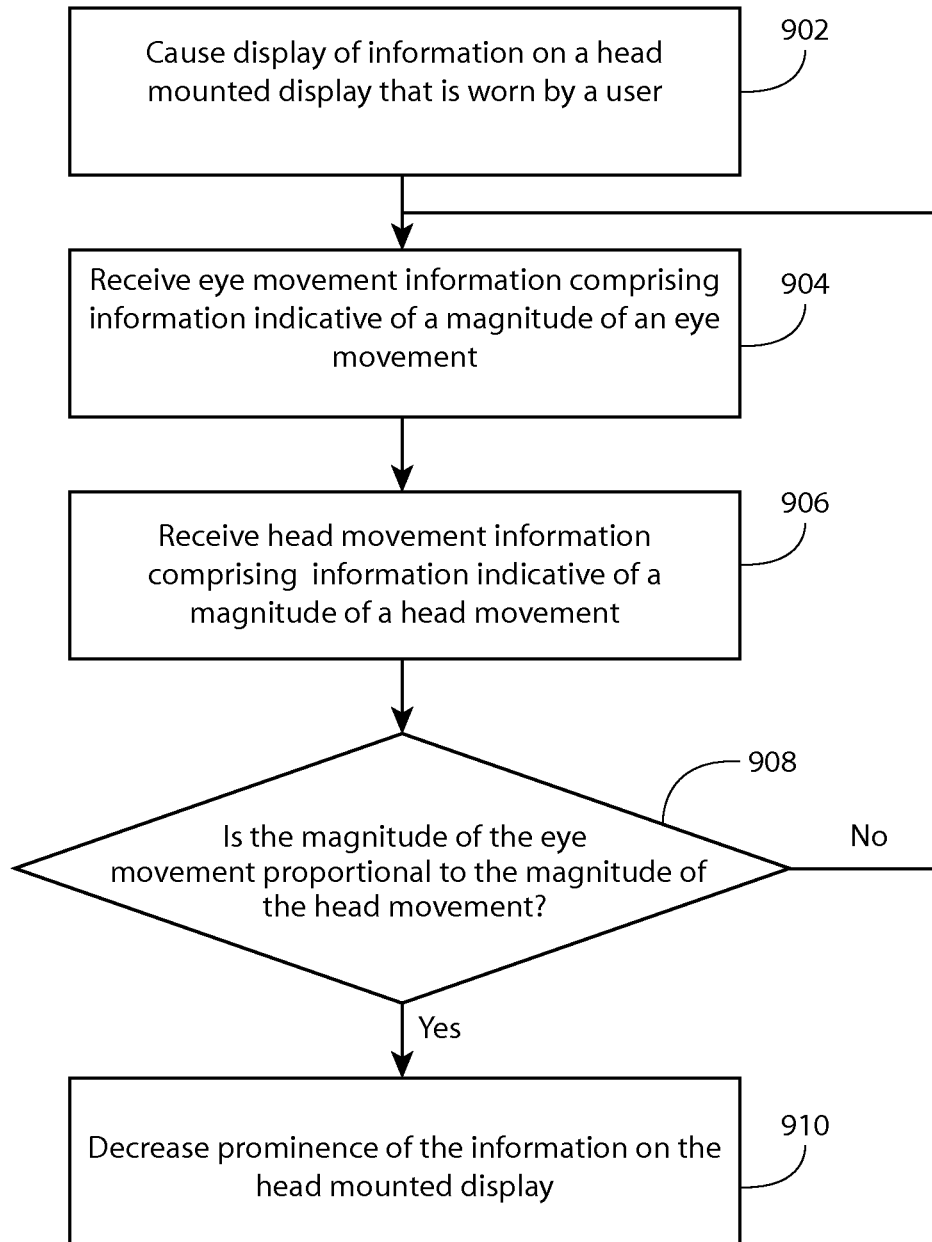 902
Cause display of information on a head
mounted display that is worn by a user
904
Receive eye movement information comprising
information indicative of a magnitude of an eye
movement
906
Receive head movement information
comprising information indicative of a
magnitude of a head movement
908
Is the magnitude of the eye
movement proportional to the magnitude of
the head movement?
No
Yes
910
Decrease prominence of the information on the
head mounted display